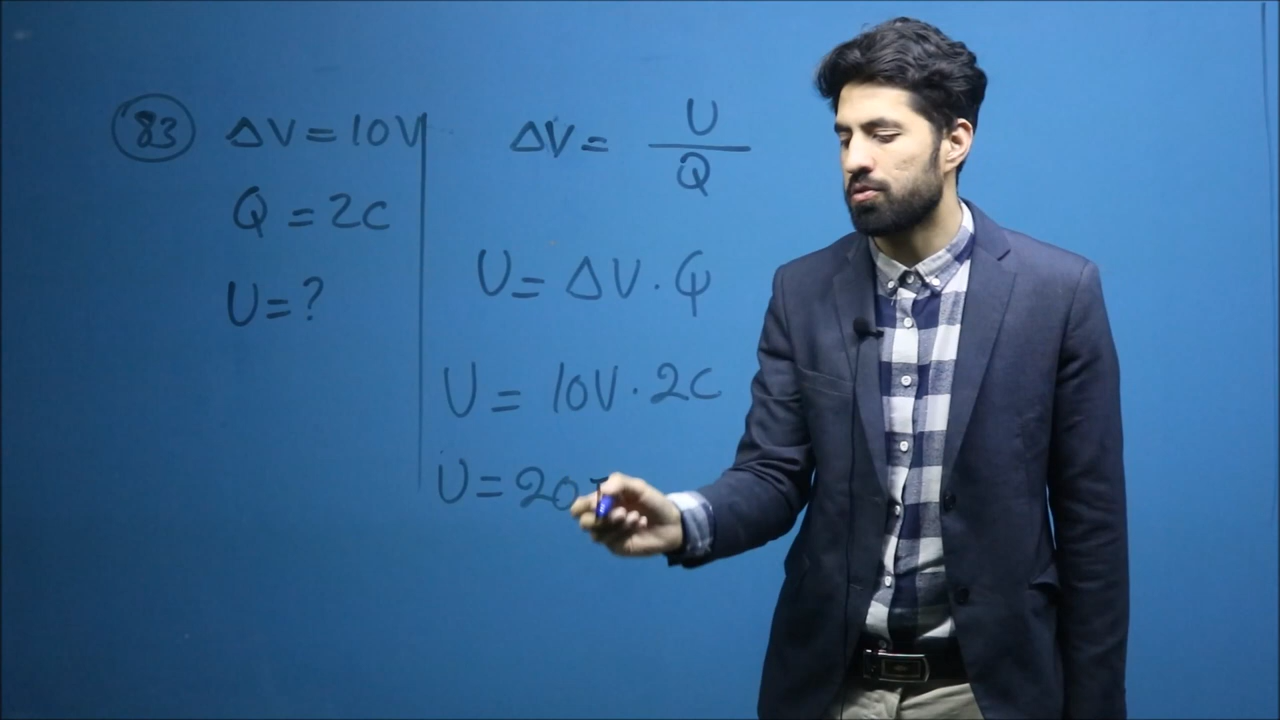 83 ΔV = 10V
Q = 2C
U = ?
ΔV = U / Q
U = ΔV · Q
U = 10V · 2C
U = 20